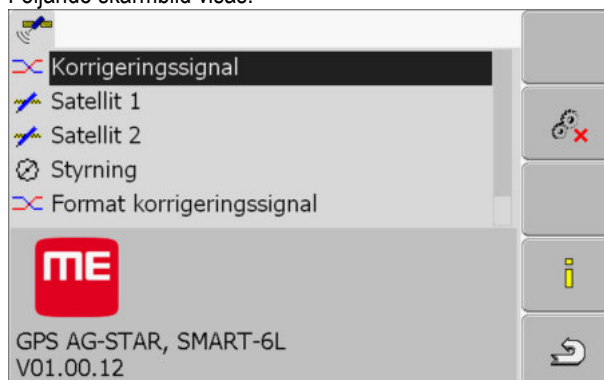 Följande skärmbild visas:
Korrigeringssignal
Satellit 1
Satellit 2
Styrning
Format korrigeringssignal
ME
GPS AG-STAR, SMART-6L
V01.00.12